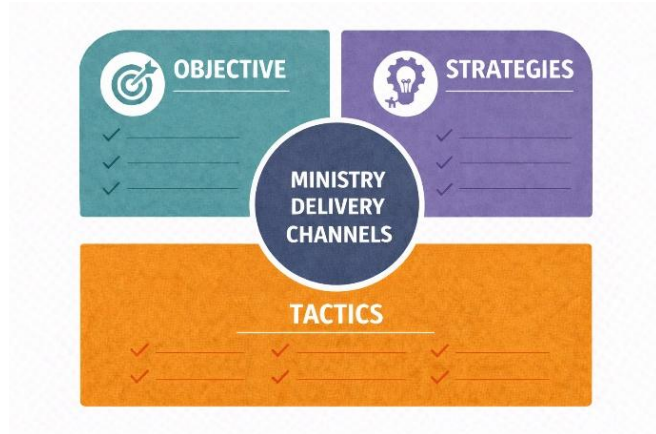 OBJECTIVE
STRATEGIES
MINISTRY
DELIVERY
CHANNELS
TACTICS